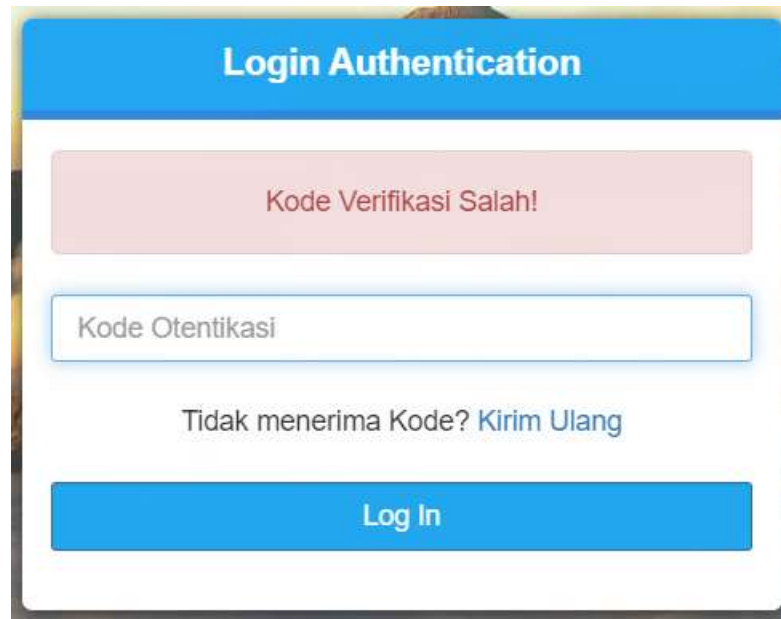 Login Authentication
Kode Verifikasi Salah!
Kode Otentikasi
Tidak menerima Kode? Kirim Ulang
Log In